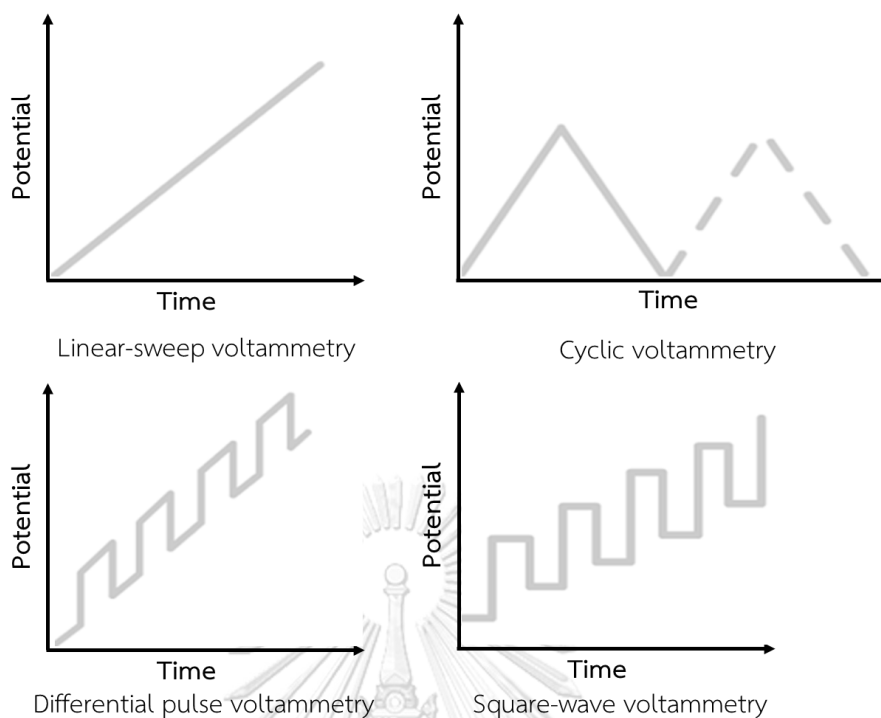 Potential
Time
Linear-sweep voltammetry
Potential
Time
Cyclic voltammetry
Potential
Time
Differential pulse voltammetry
Potential
Time
Square-wave voltammetry